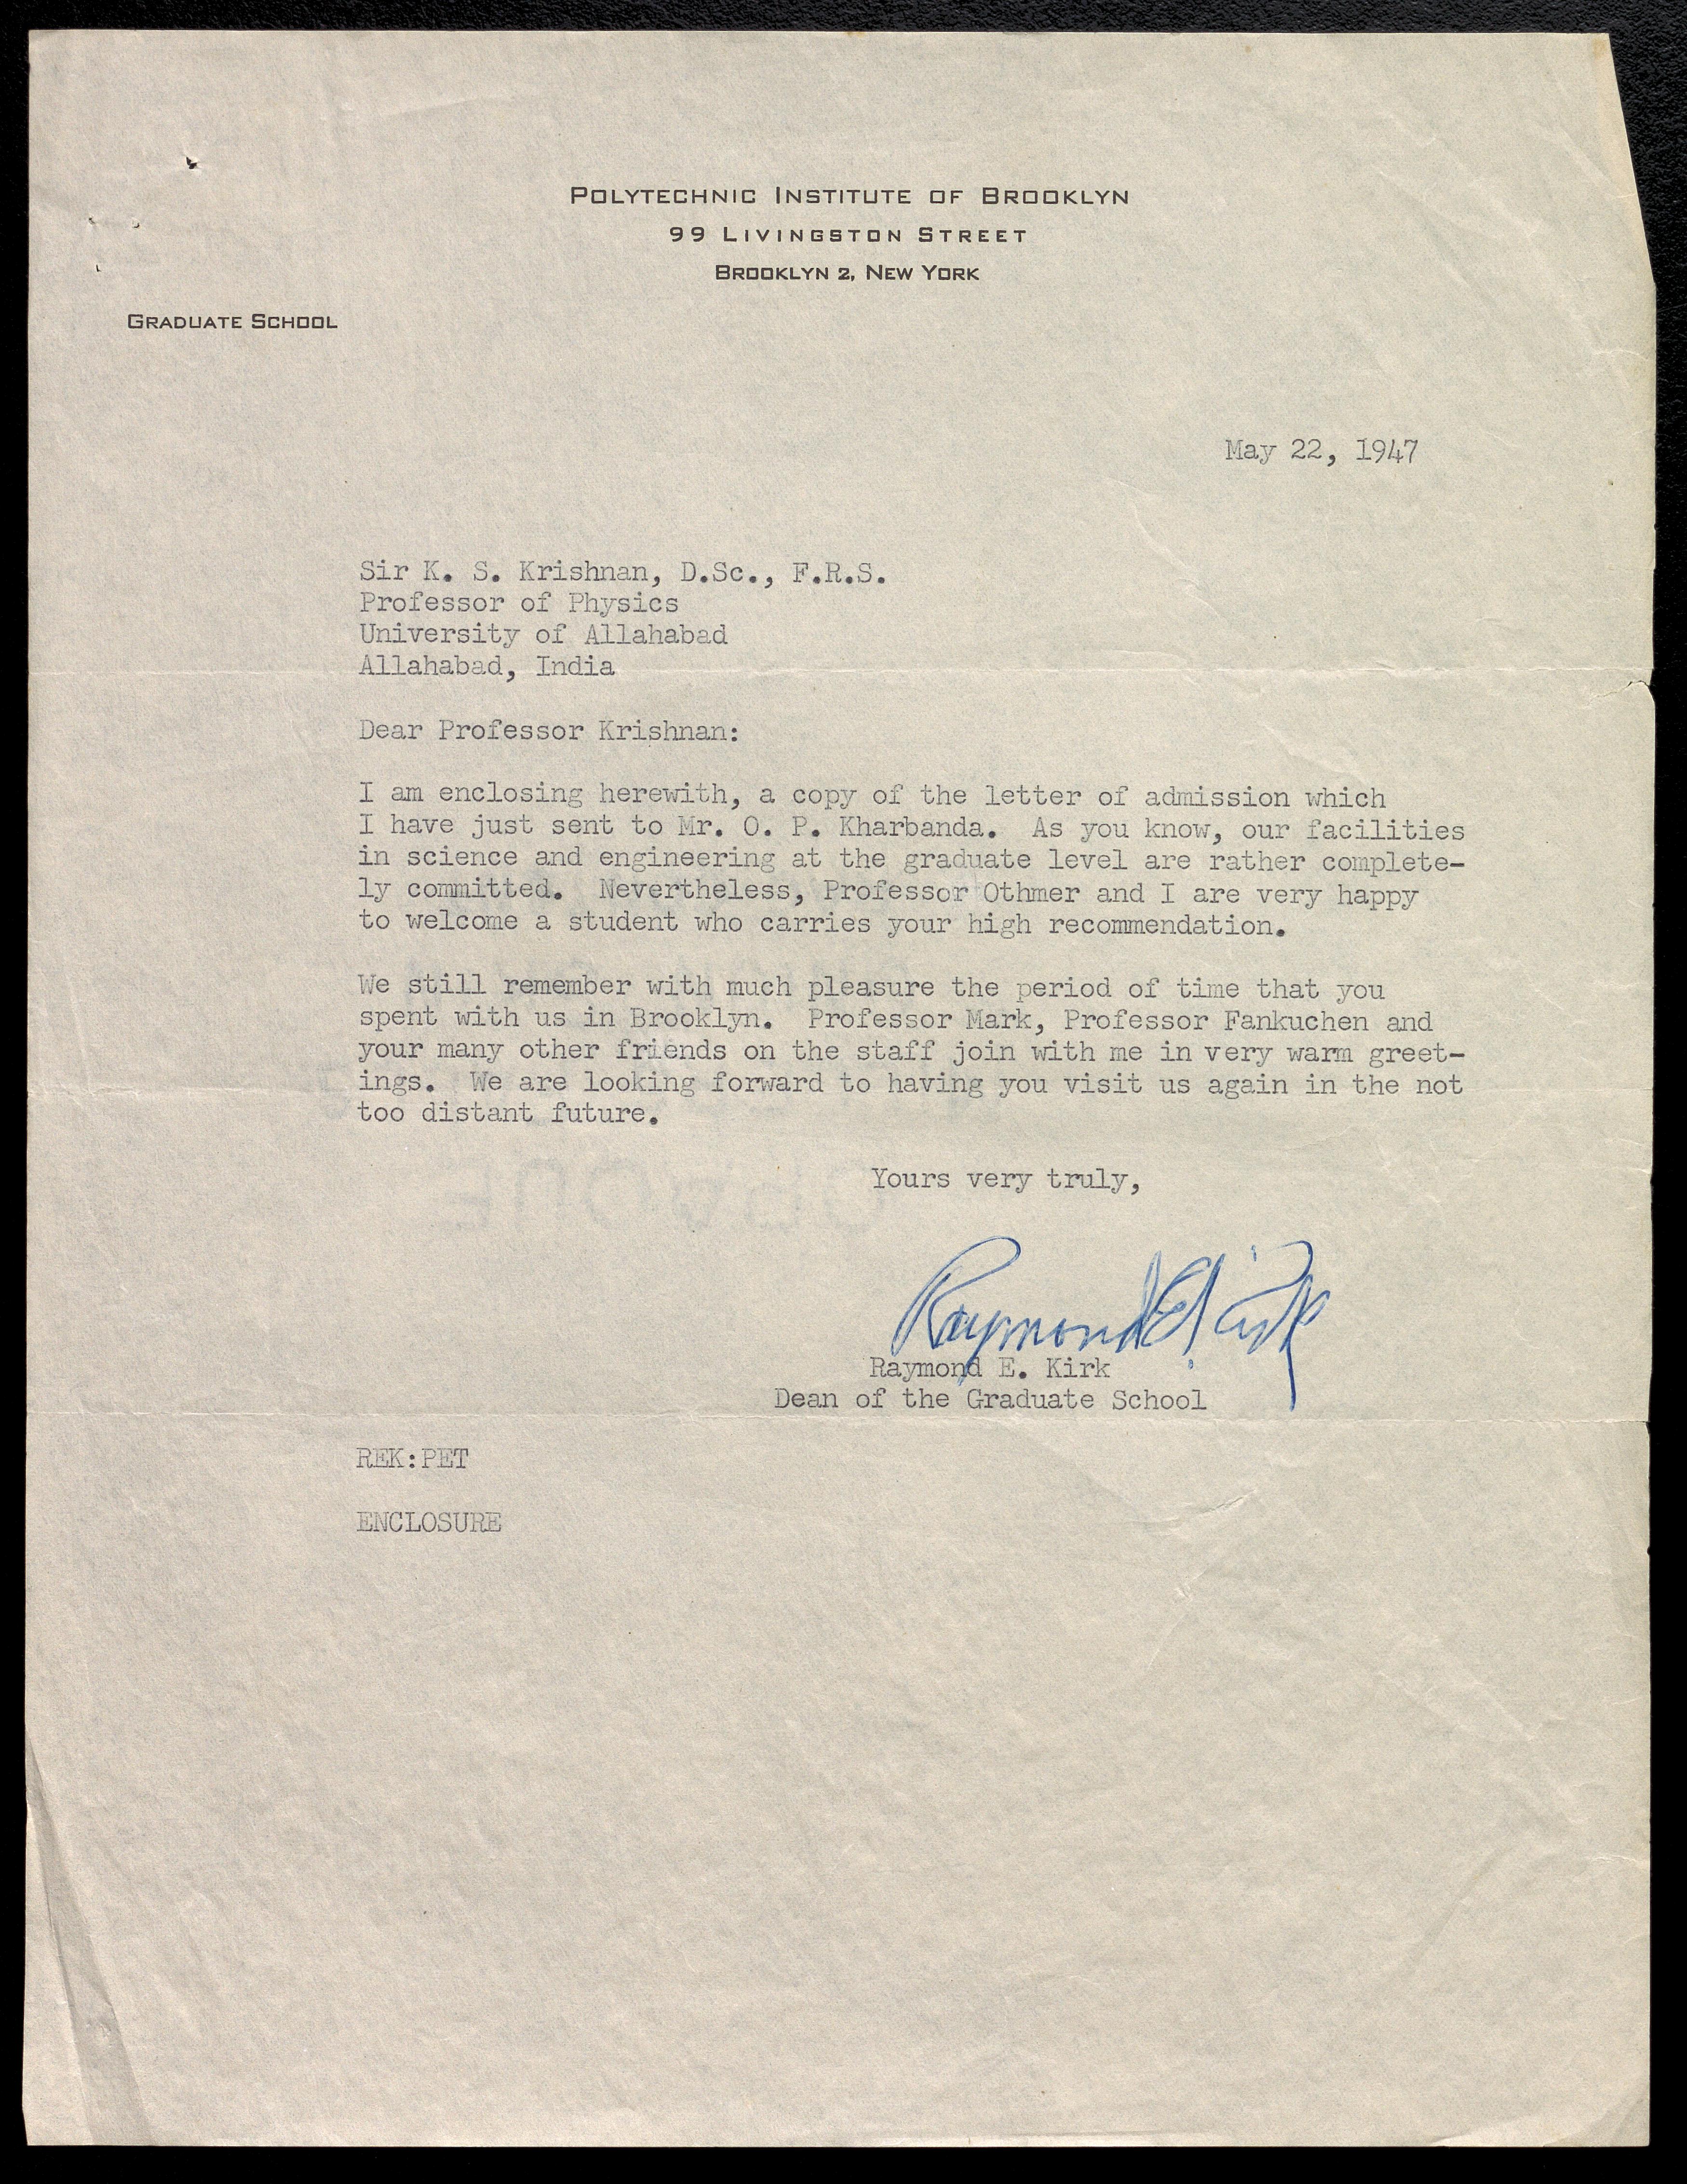 POLYTECHNIC INSTITUTE OF BROOKLYN
99 LIVINGSTON STREET
BROOKLYN 2, NEW YORK
GRADUATE SCHOOL
May 22, 1947
Sir K. S. Krishnan, D.Sc., F.R.S.
Professor of Physics
University of Allahabad
Allahabad, India
Dear Professor Krishnan:
I am enclosing herewith, a copy of the letter of admission which
I have just sent to Mr. O. P. Kharbanda. As you know, our facilities
in science and engineering at the graduate level are rather complete-
ly committed. Nevertheless, Professor Othmer and I are very happy
to welcome a student who carries your high recommendation.
We still remember with much pleasure the period of time that you
spent with us in Brooklyn. Professor Mark, Professor Fankuchen and
your many other friends on the staff join with me in very warm greet-
ings. We are looking forward to having you visit us again in the not
too distant future.
Yours very truly,
Raymond E. Kirk
Raymond E. Kirk
Dean of the Graduate School
REK:PET
ENCLOSURE